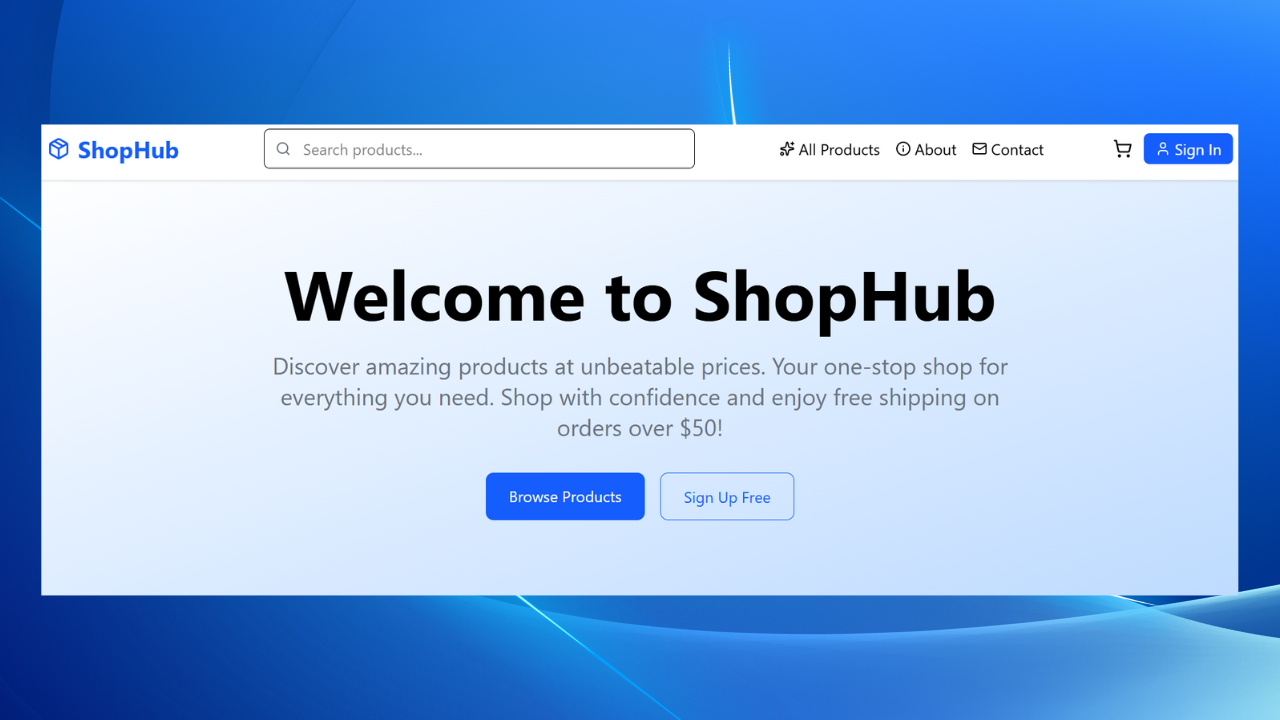 ShopHub
Search products...
All Products
About
Contact
Sign In
Welcome to ShopHub
Discover amazing products at unbeatable prices. Your one-stop shop for
everything you need. Shop with confidence and enjoy free shipping on
orders over $50!
Browse Products
Sign Up Free